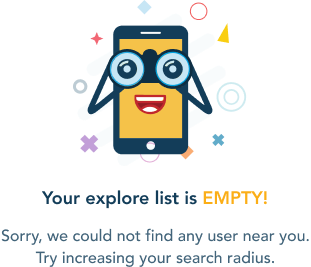 Your explore list is EMPTY!
Sorry, we could not find any user near you.
Try increasing your search radius.